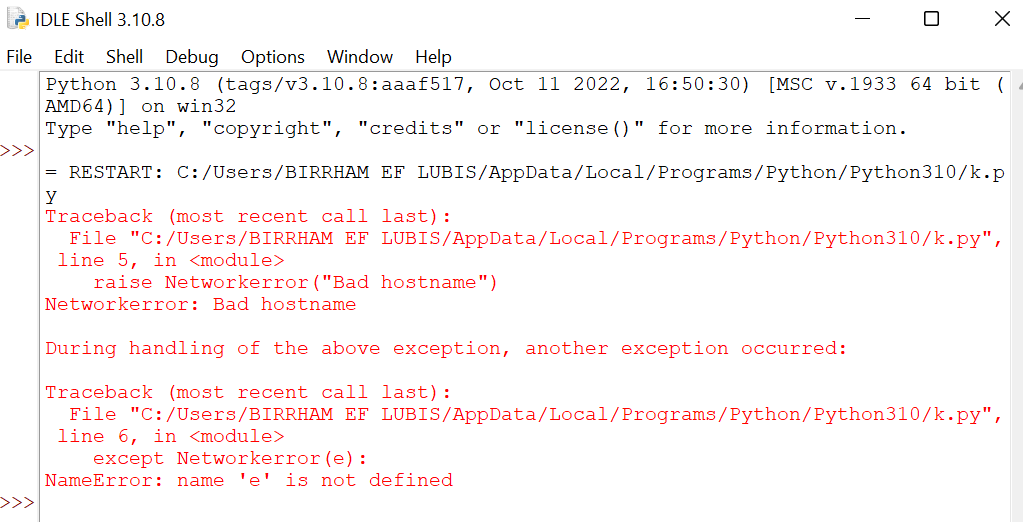 IDLE Shell 3.10.8
File Edit Shell Debug Options Window Help
Python 3.10.8 (tags/v3.10.8:aaaf517, Oct 11 2022, 16:50:30) [MSC v.1933 64 bit (
AMD64)] on win32
Type "help", "copyright", "credits" or "license()" for more information.
>>>
= RESTART: C:/Users/BIRRHAM EF LUBIS/AppData/Local/Programs/Python/Python310/k.p
y
Traceback (most recent call last):
  File "C:/Users/BIRRHAM EF LUBIS/AppData/Local/Programs/Python/Python310/k.py",
 line 5, in <module>
    raise Networkerror("Bad hostname")
Networkerror: Bad hostname

During handling of the above exception, another exception occurred:

Traceback (most recent call last):
  File "C:/Users/BIRRHAM EF LUBIS/AppData/Local/Programs/Python/Python310/k.py",
 line 6, in <module>
    except Networkerror(e):
NameError: name 'e' is not defined
>>>